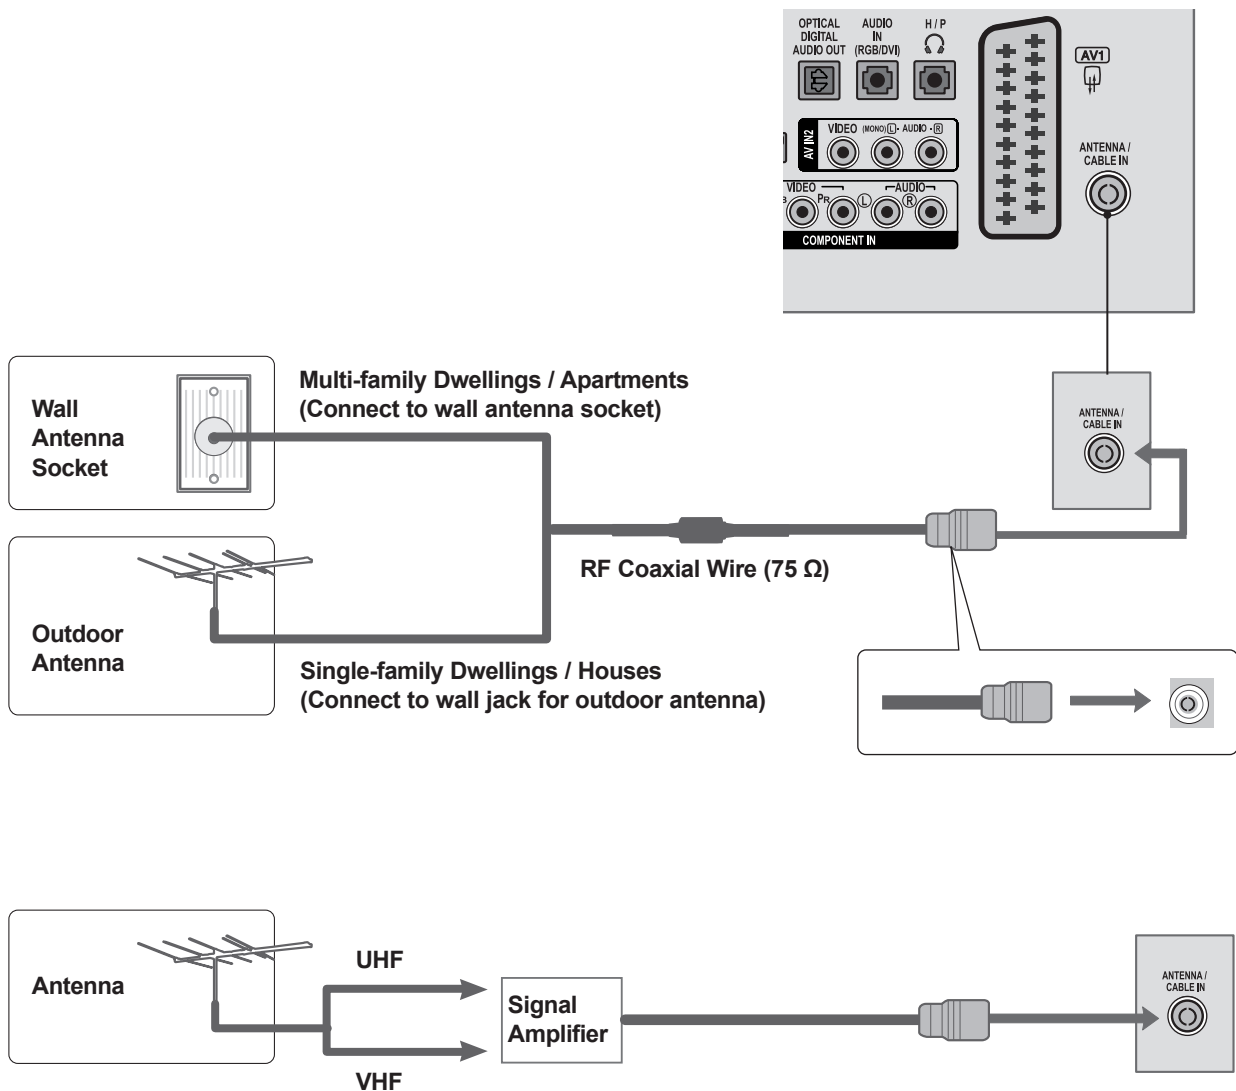 OPTICAL
DIGITAL
AUDIO OUT
AUDIO
IN
(RGB/DVI)
H / P
AV1
AV IN2
VIDEO
(MONO) L - AUDIO - R
ANTENNA /
CABLE IN
VIDEO
AUDIO
B
PR
L
R
COMPONENT IN
Wall
Antenna
Socket
Multi-family Dwellings / Apartments
(Connect to wall antenna socket)
ANTENNA /
CABLE IN
RF Coaxial Wire (75 Ω)
Outdoor
Antenna
Single-family Dwellings / Houses
(Connect to wall jack for outdoor antenna)
Antenna
UHF
VHF
Signal
Amplifier
ANTENNA /
CABLE IN